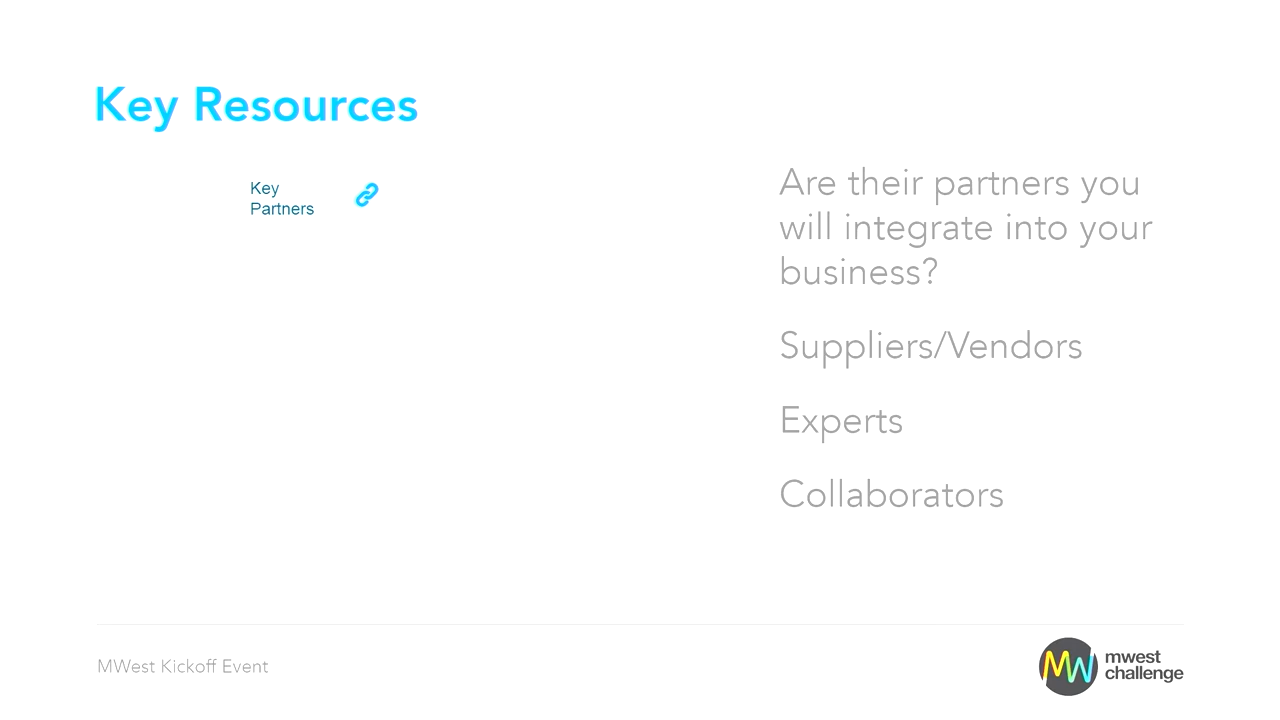 Key Resources
Key
Partners
Are their partners you
will integrate into your
business?
Suppliers/Vendors
Experts
Collaborators
MWest Kickoff Event
MW
mwest
challenge